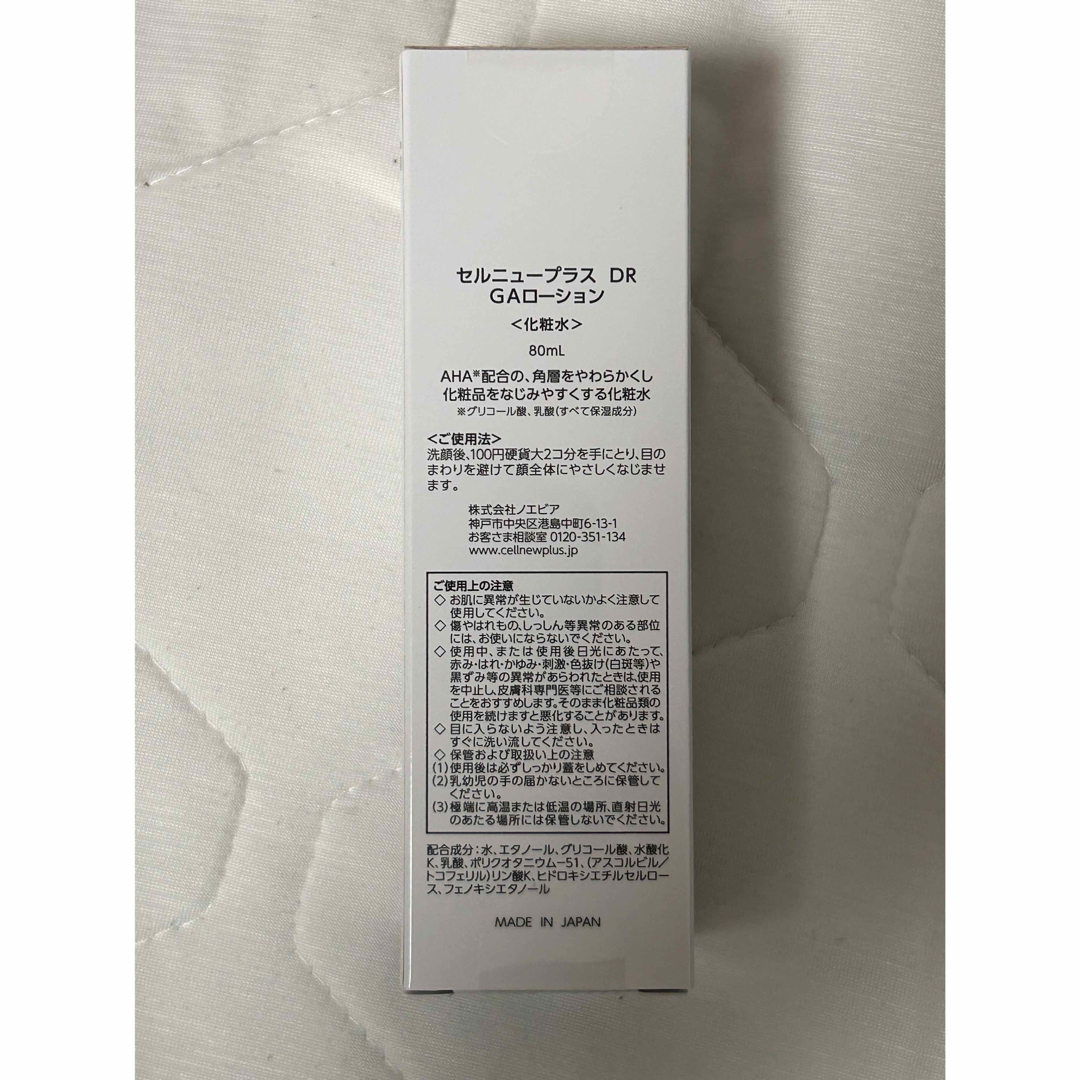 セルニュープラス DR
GAローション
<化粧水>
80mL
AHA※配合の、角層をやわらかくし
化粧品をなじみやすくする化粧水
※グリコール酸、乳酸(すべて保湿成分)
<ご使用法>
洗顔後、100円硬貨大2コ分を手にとり、目の
まわりを避けて顔全体にやさしくなじませ
ます。
株式会社ノエビア
神戸市中央区港島中町6-13-1
お客さま相談室 0120-351-134
www.cellnewplus.jp
ご使用上の注意
◇ お肌に異常が生じていないかよく注意して
使用してください。
◇ 傷やはれもの、しっしん等異常のある部位
には、お使いにならないでください。
◇ 使用中、または使用後日光にあたって、
赤み・はれ・かゆみ・刺激・色抜け(白斑等)や
黒ずみ等の異常があらわれたときは、使用
を中止し、皮膚科専門医等にご相談される
ことをおすすめします。そのまま化粧品類の
使用を続けますと悪化することがあります。
◇ 目に入らないよう注意し、入ったときは
すぐに洗い流してください。
◇ 保管および取扱い上の注意
(1)使用後は必ずしっかり蓋をしめてください。
(2)乳幼児の手の届かないところに保管して
ください。
(3)極端に高温または低温の場所、直射日光
のあたる場所には保管しないでください。
配合成分:水、エタノール、グリコール酸、水酸化
K、乳酸、ポリクオタニウム-51、(アスコルビル/
トコフェリル)リン酸K、ヒドロキシエチルセルロー
ス、フェノキシエタノール
MADE IN JAPAN